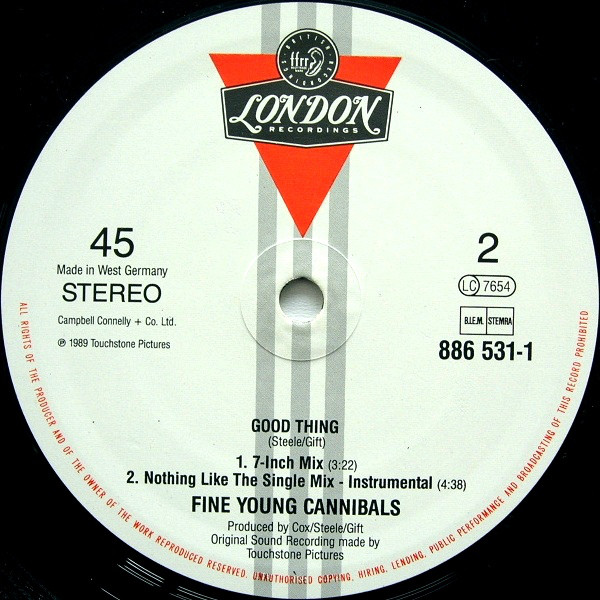 BRITISH RECORDINGS
ffrr
LONDON
RECORDINGS
45
Made in West Germany
STEREO
Campbell Connelly + Co. Ltd.
℗ 1989 Touchstone Pictures
2
LC 7654
B.I.E.M. STEMRA
886 531-1
GOOD THING
(Steele/Gift)
1. 7-Inch Mix (3:22)
2. Nothing Like The Single Mix - Instrumental (4:38)
FINE YOUNG CANNIBALS
Produced by Cox/Steele/Gift
Original Sound Recording made by
Touchstone Pictures
ALL RIGHTS OF THE PRODUCER AND OF THE OWNER OF THE WORK REPRODUCED RESERVED. UNAUTHORISED COPYING, HIRING, LENDING, PUBLIC PERFORMANCE AND BROADCASTING OF THIS RECORD PROHIBITED